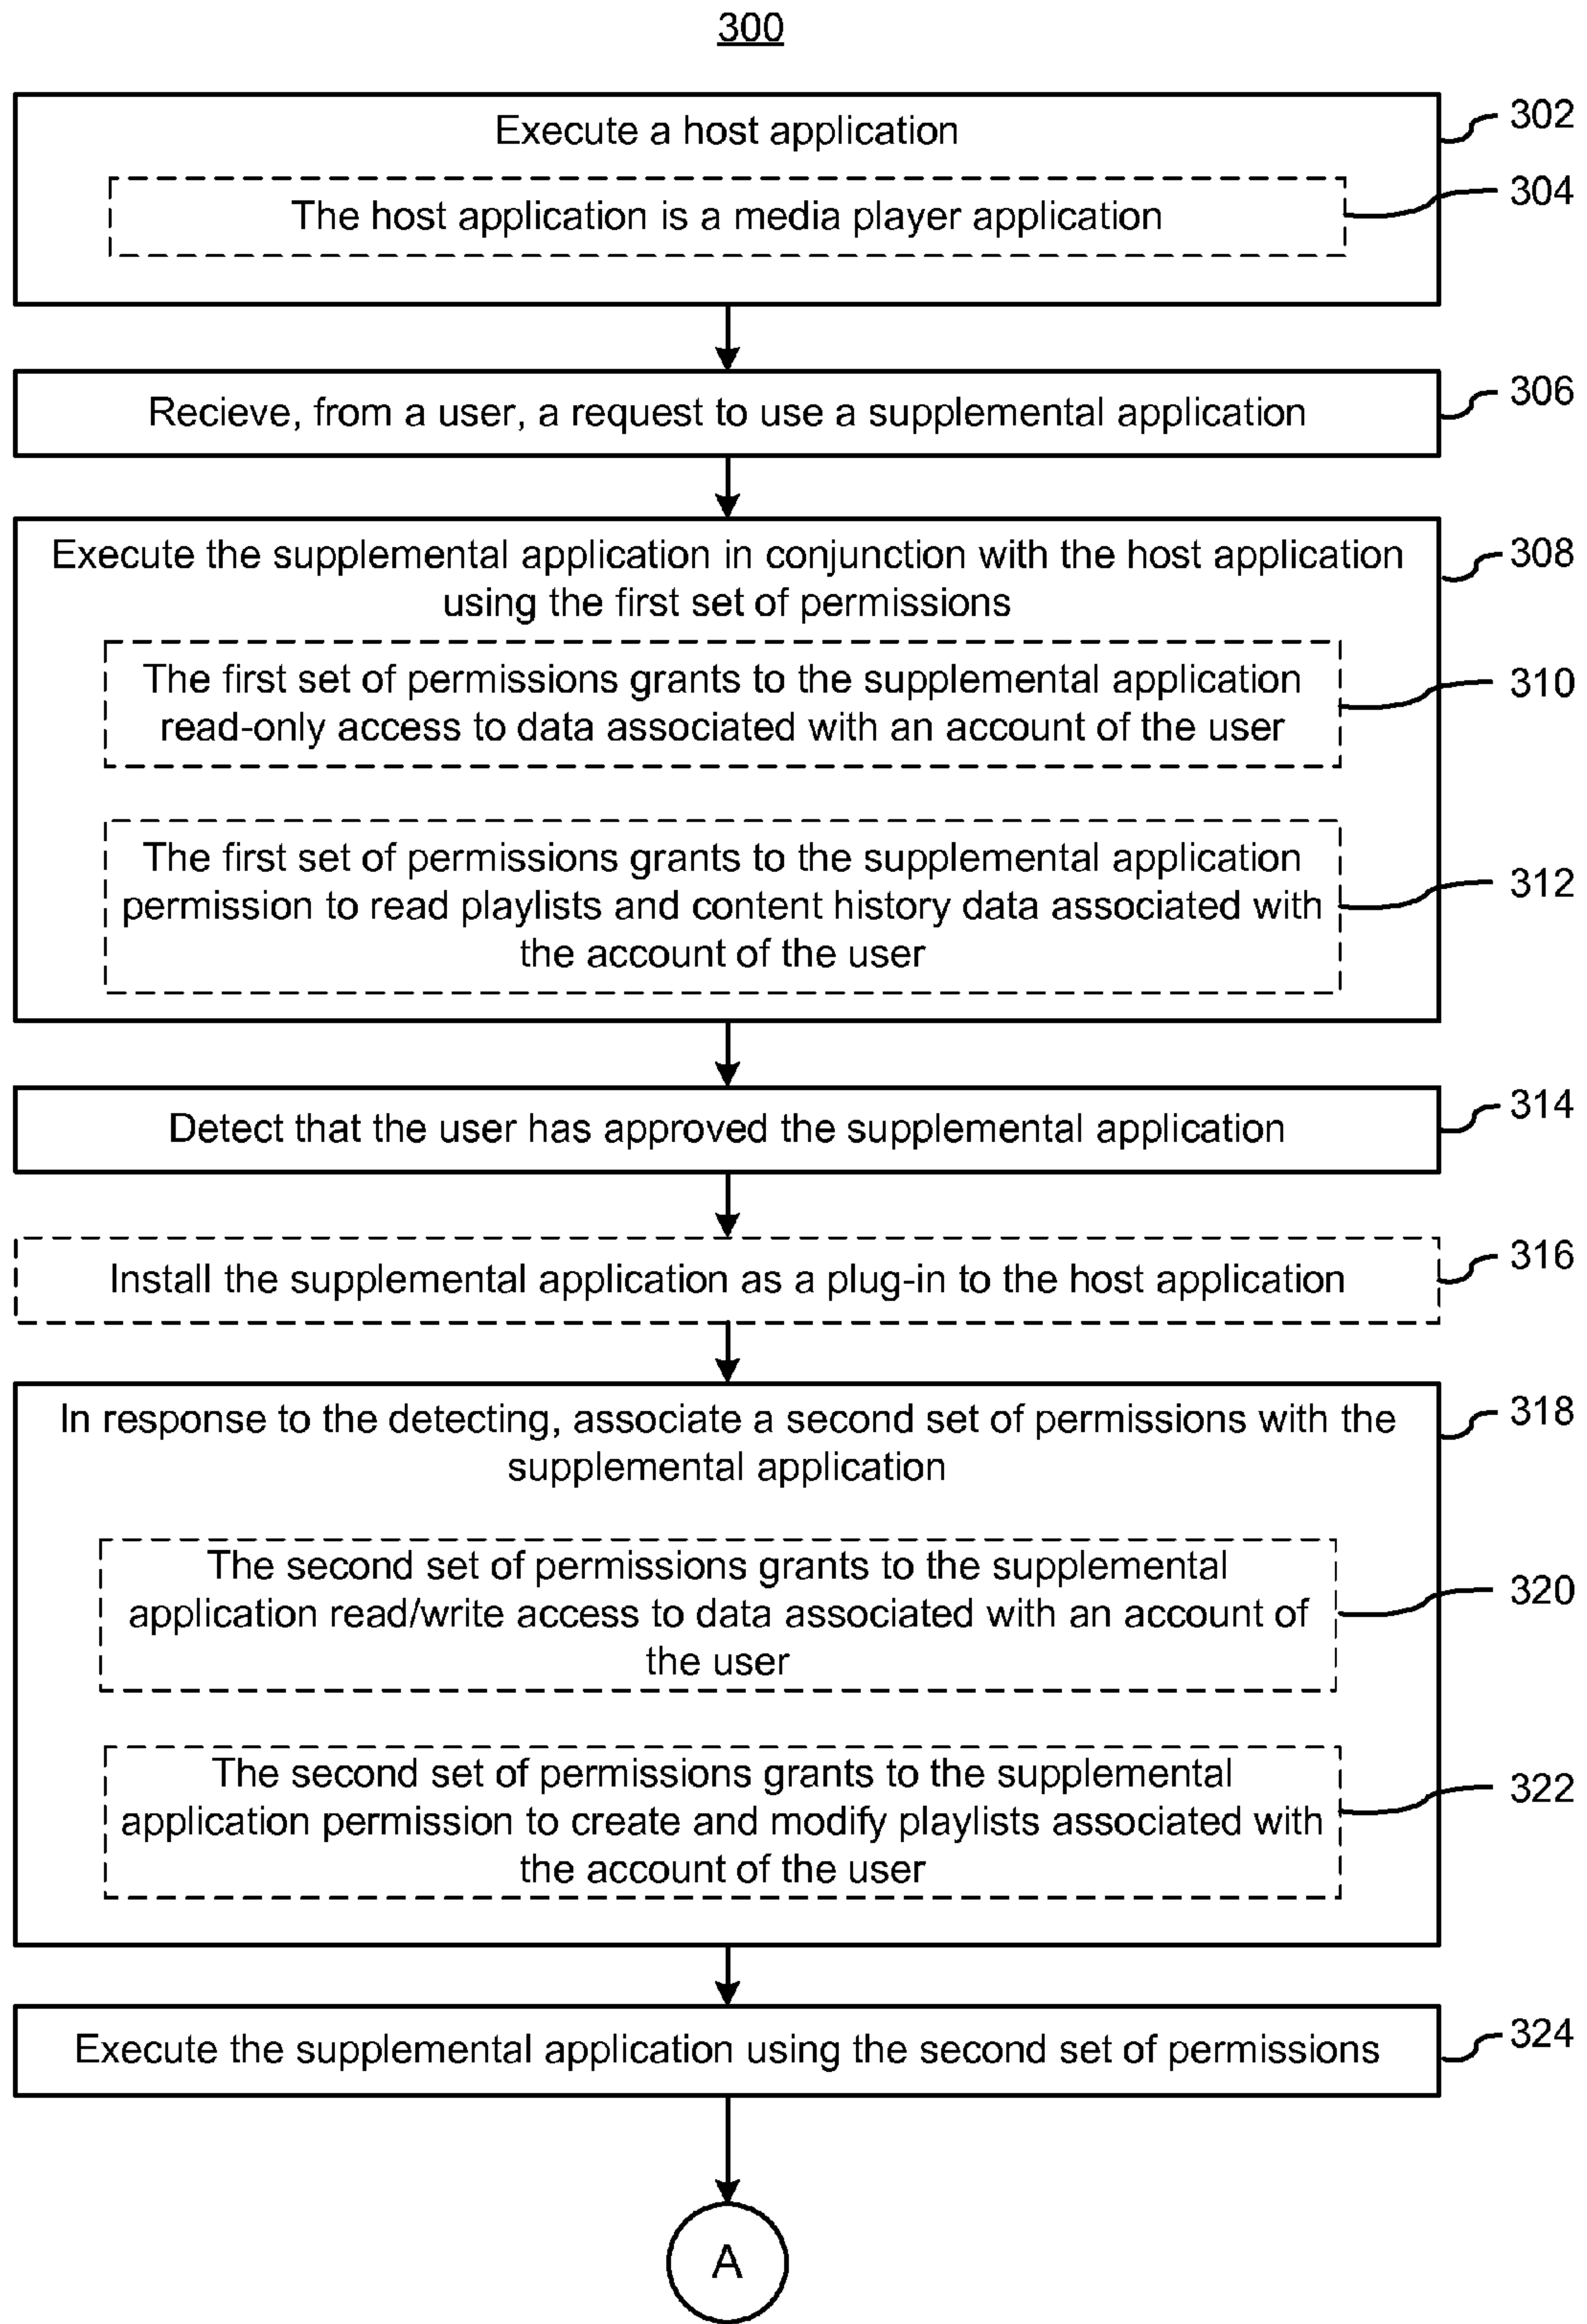 300
Execute a host application
302
The host application is a media player application
304
Recieve, from a user, a request to use a supplemental application
306
Execute the supplemental application in conjunction with the host application
using the first set of permissions
308
The first set of permissions grants to the supplemental application
read-only access to data associated with an account of the user
310
The first set of permissions grants to the supplemental application
permission to read playlists and content history data associated with
the account of the user
312
Detect that the user has approved the supplemental application
314
Install the supplemental application as a plug-in to the host application
316
In response to the detecting, associate a second set of permissions with the
supplemental application
318
The second set of permissions grants to the supplemental
application read/write access to data associated with an account of
the user
320
The second set of permissions grants to the supplemental
application permission to create and modify playlists associated with
the account of the user
322
Execute the supplemental application using the second set of permissions
324
A